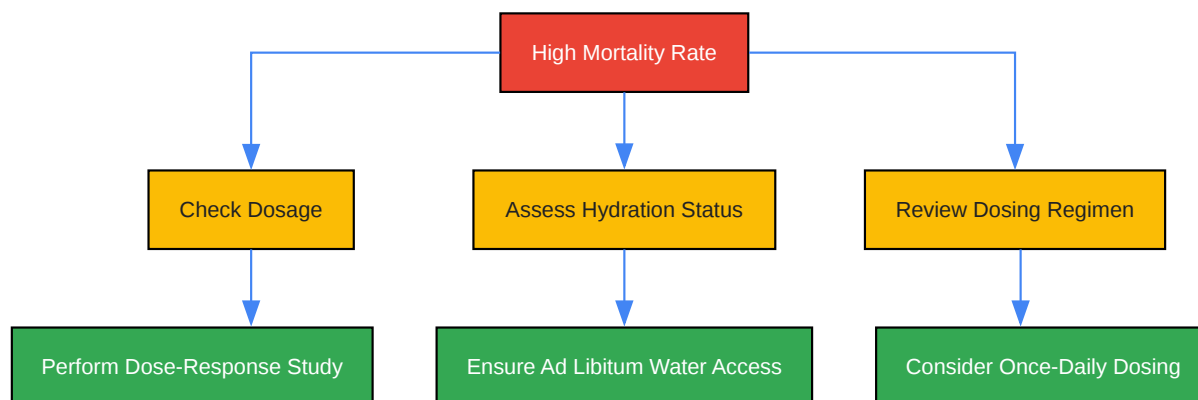 High Mortality Rate
Check Dosage
Assess Hydration Status
Review Dosing Regimen
Perform Dose-Response Study
Ensure Ad Libitum Water Access
Consider Once-Daily Dosing